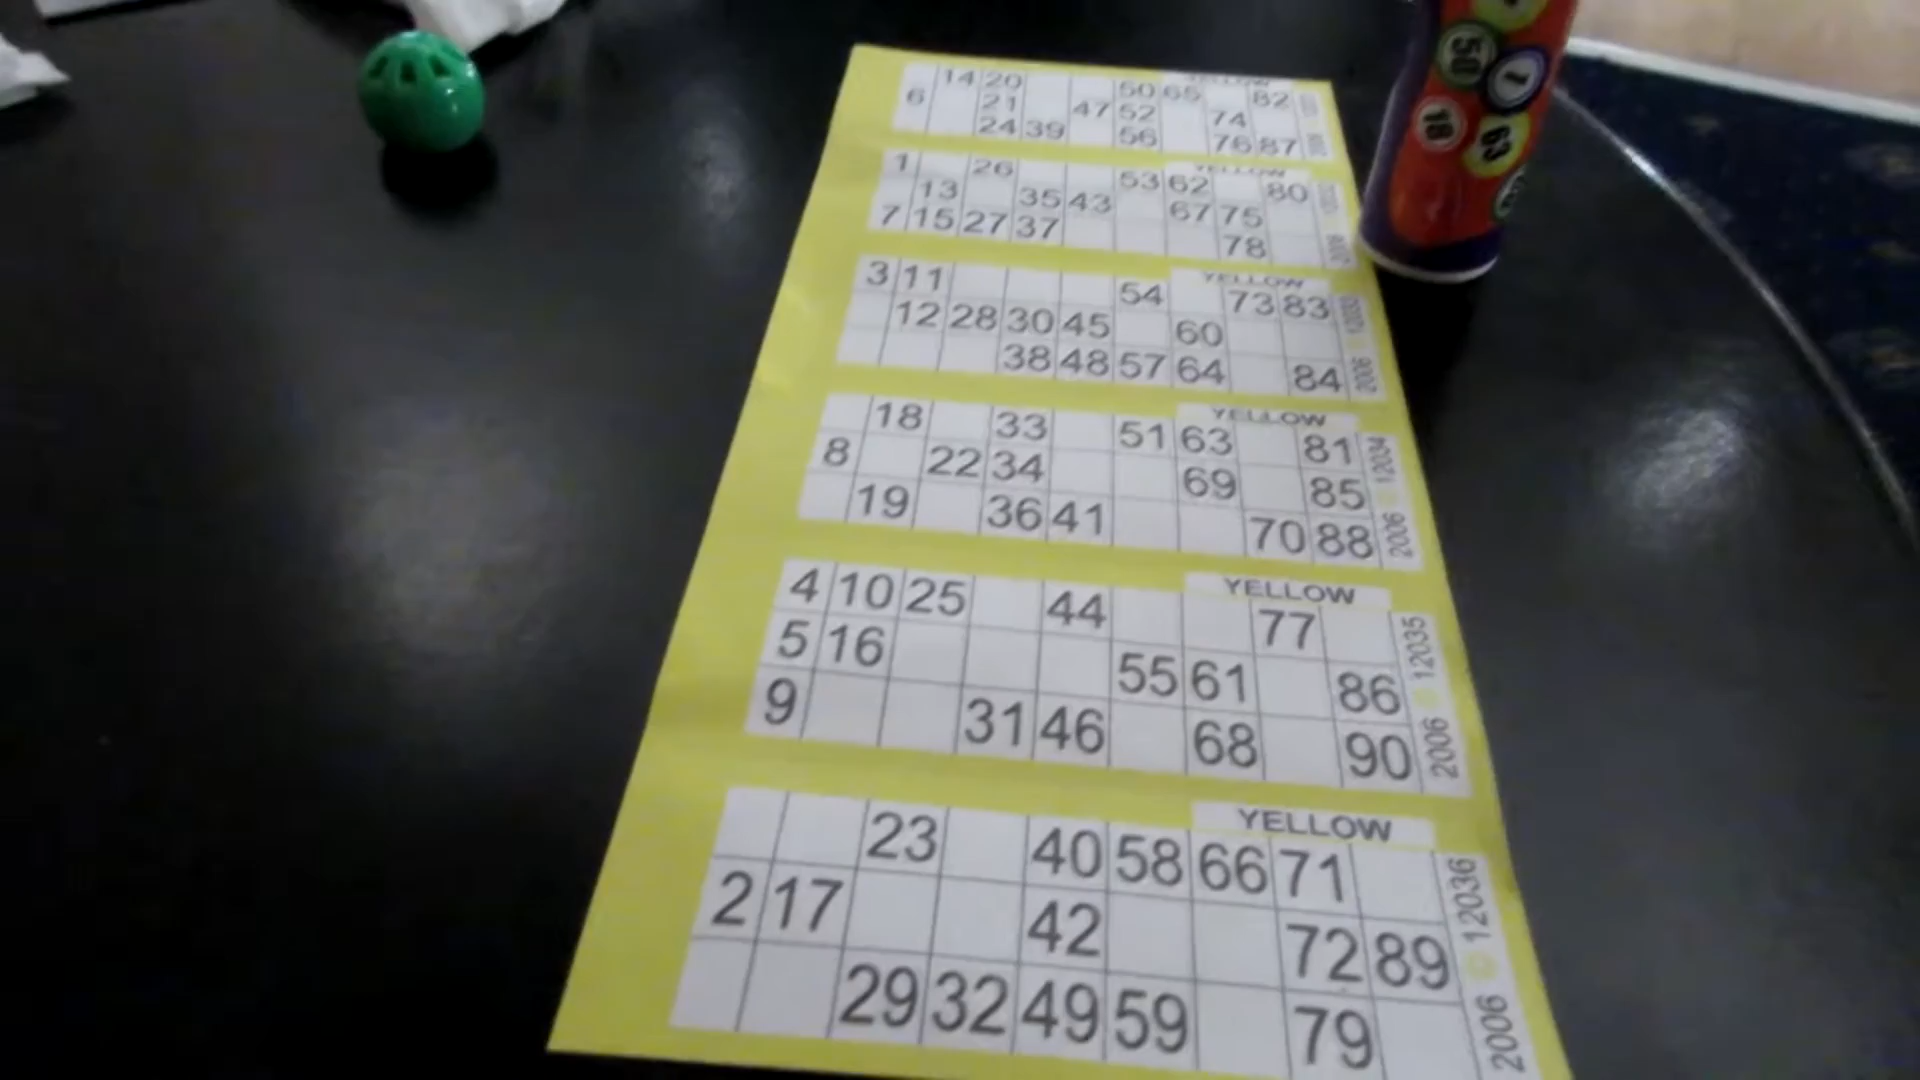 YELLOW
14 20 50 65 82
6 21 47 52 74
24 39 56 76 87
YELLOW
1 26 53 62 80
13 35 43 67 75
7 15 27 37 78
YELLOW
3 11 54 73 83
12 28 30 45 60
38 48 57 64 84
2006 12033
YELLOW
18 33 51 63 81
8 22 34 69 85
19 36 41 70 88
2006 12034
YELLOW
4 10 25 44 77
5 16 55 61 86
9 31 46 68 90
2006 12035
YELLOW
23 40 58 66 71
2 17 42 72 89
29 32 49 59 79
2006 12036
50
1
18
63